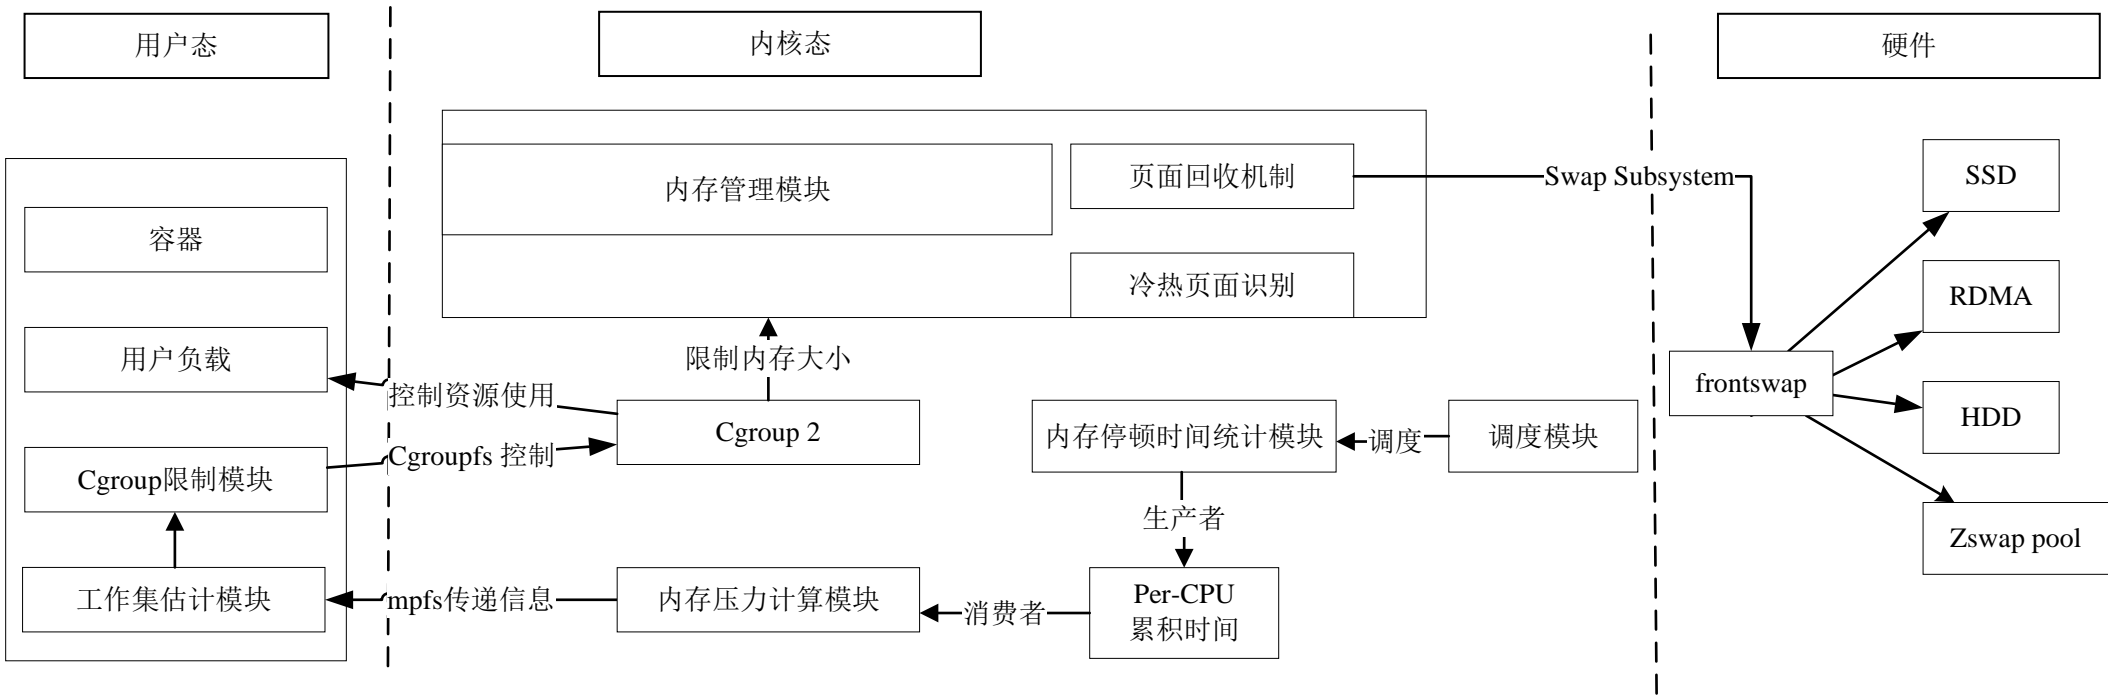 用户态
内核态
硬件
容器
用户负载
Cgroup限制模块
工作集估计模块
内存管理模块
页面回收机制
冷热页面识别
限制内存大小
控制资源使用
Cgroupfs 控制
Cgroup 2
内存停顿时间统计模块
调度
调度模块
生产者
mpfs传递信息
内存压力计算模块
消费者
Per-CPU
累积时间
Swap Subsystem
frontswap
SSD
RDMA
HDD
Zswap pool